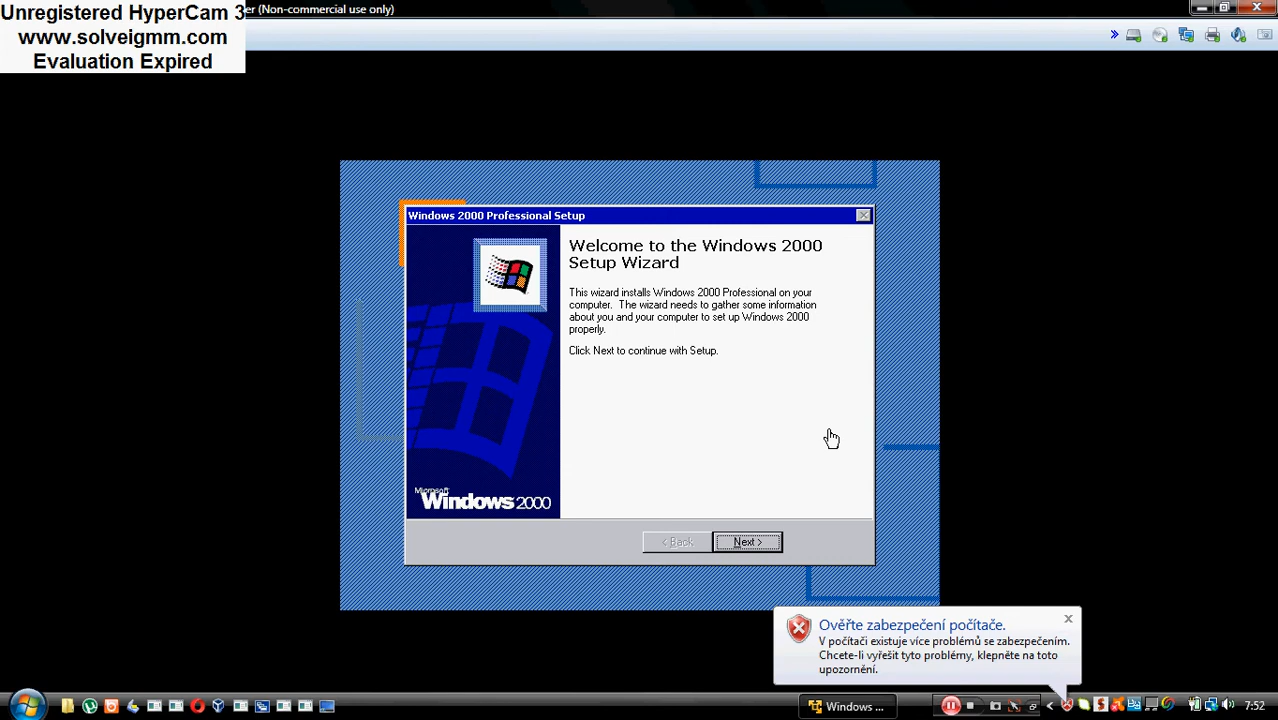 Unregistered HyperCam 3
www.solveigmm.com
Evaluation Expired
er (Non-commercial use only)
Windows 2000 Professional Setup
Welcome to the Windows 2000
Setup Wizard
This wizard installs Windows 2000 Professional on your
computer. The wizard needs to gather some information
about you and your computer to set up Windows 2000
properly.
Click Next to continue with Setup.
Microsoft
Windows 2000
< Back
Next >
Ověřte zabezpečení počítače.
V počítači existuje více problémů se zabezpečením.
Chcete-li vyřešit tyto problémy, klepněte na toto
upozornění.
Windows ...
7:52